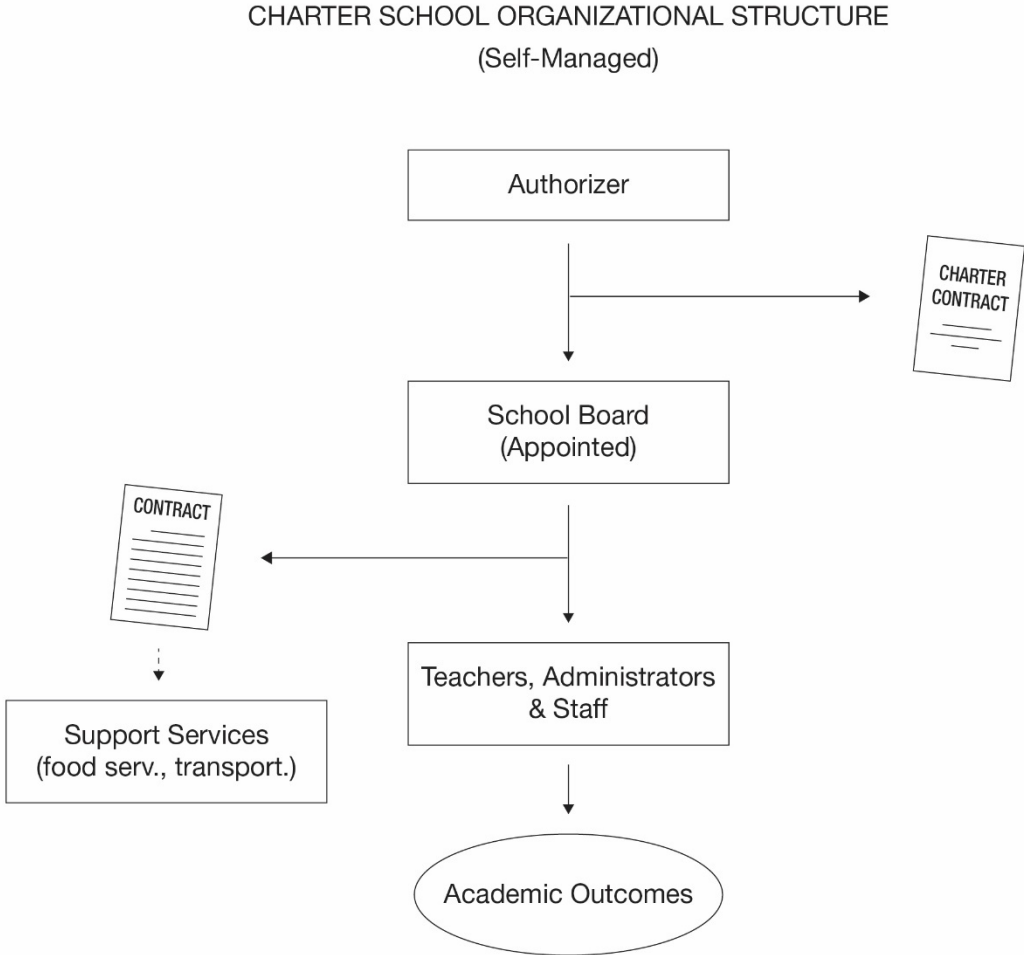 CHARTER SCHOOL ORGANIZATIONAL STRUCTURE
(Self-Managed)
Authorizer
CHARTER
CONTRACT
School Board
(Appointed)
CONTRACT
Teachers, Administrators
& Staff
Support Services
(food serv., transport.)
Academic Outcomes